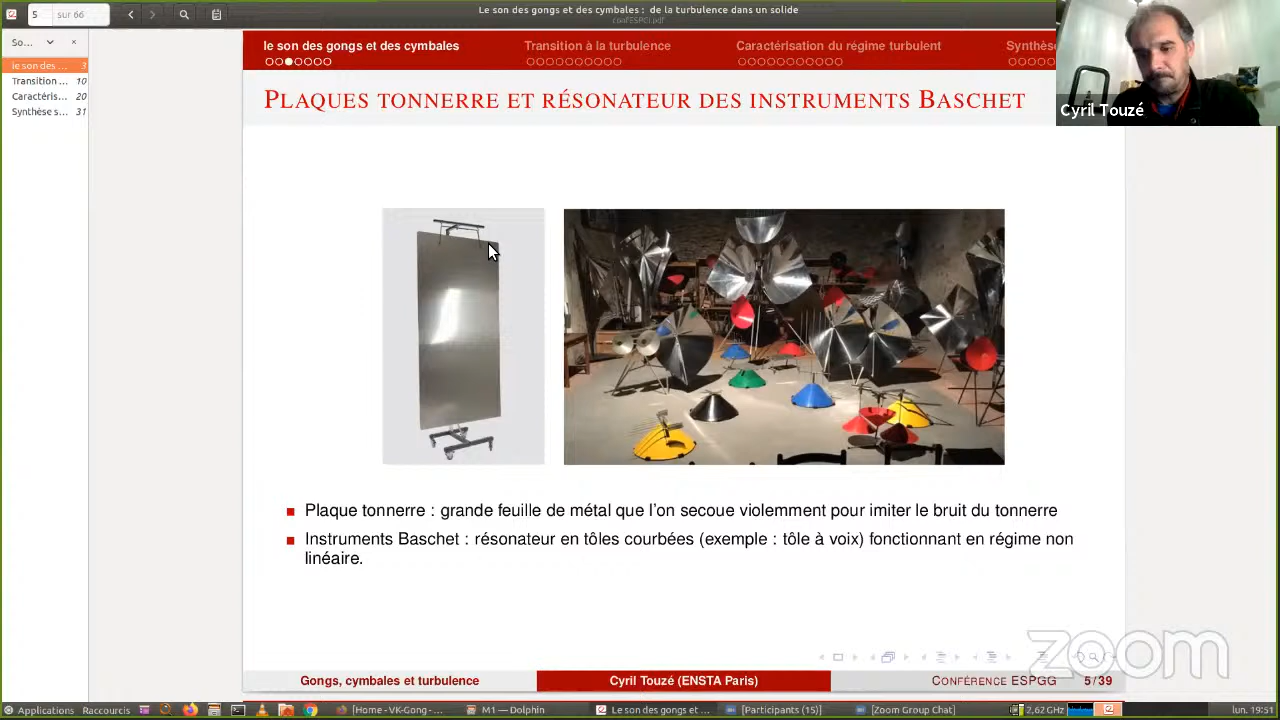 5
sur 66
Le son des gongs et des cymbales : de la turbulence dans un solide
confESPCI.pdf
So...
le son des ... 3
Transition ... 10
Caractéris... 20
Synthèse s... 31
le son des gongs et des cymbales
Transition à la turbulence
Caractérisation du régime turbulent
Synthès
PLAQUES TONNERRE ET RÉSONATEUR DES INSTRUMENTS BASCHET
Cyril Touzé
Plaque tonnerre : grande feuille de métal que l'on secoue violemment pour imiter le bruit du tonnerre
Instruments Baschet : résonateur en tôles courbées (exemple : tôle à voix) fonctionnant en régime non
linéaire.
zoom
Gongs, cymbales et turbulence
Cyril Touzé (ENSTA Paris)
CONFÉRENCE ESPGG
5/39
Applications
Raccourcis
[Home - VK-Gong - ...
M1 — Dolphin
Le son des gongs et ...
[Participants (15)]
[Zoom Group Chat]
2,62 GHz
lun. 19:51